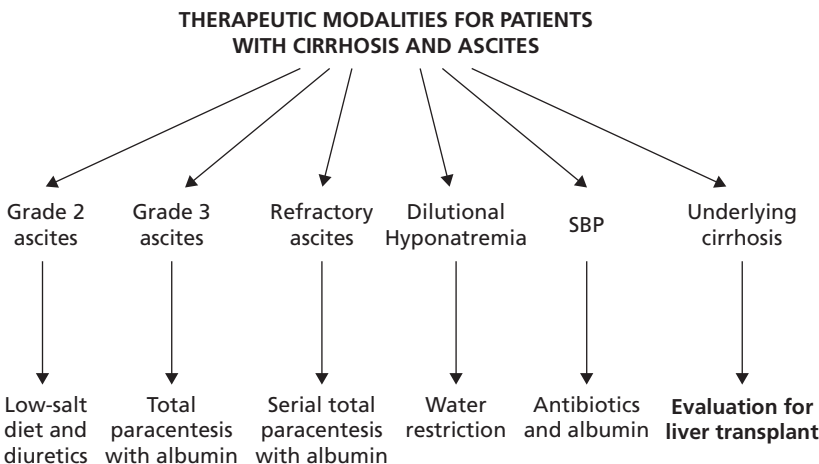 THERAPEUTIC MODALITIES FOR PATIENTS
WITH CIRRHOSIS AND ASCITES
Grade 2
ascites
Grade 3
ascites
Refractory
ascites
Dilutional
Hyponatremia
SBP
Underlying
cirrhosis
Low-salt
diet and
diuretics
Total
paracentesis
with albumin
Serial total
paracentesis
with albumin
Water
restriction
Antibiotics
and albumin
Evaluation for
liver transplant